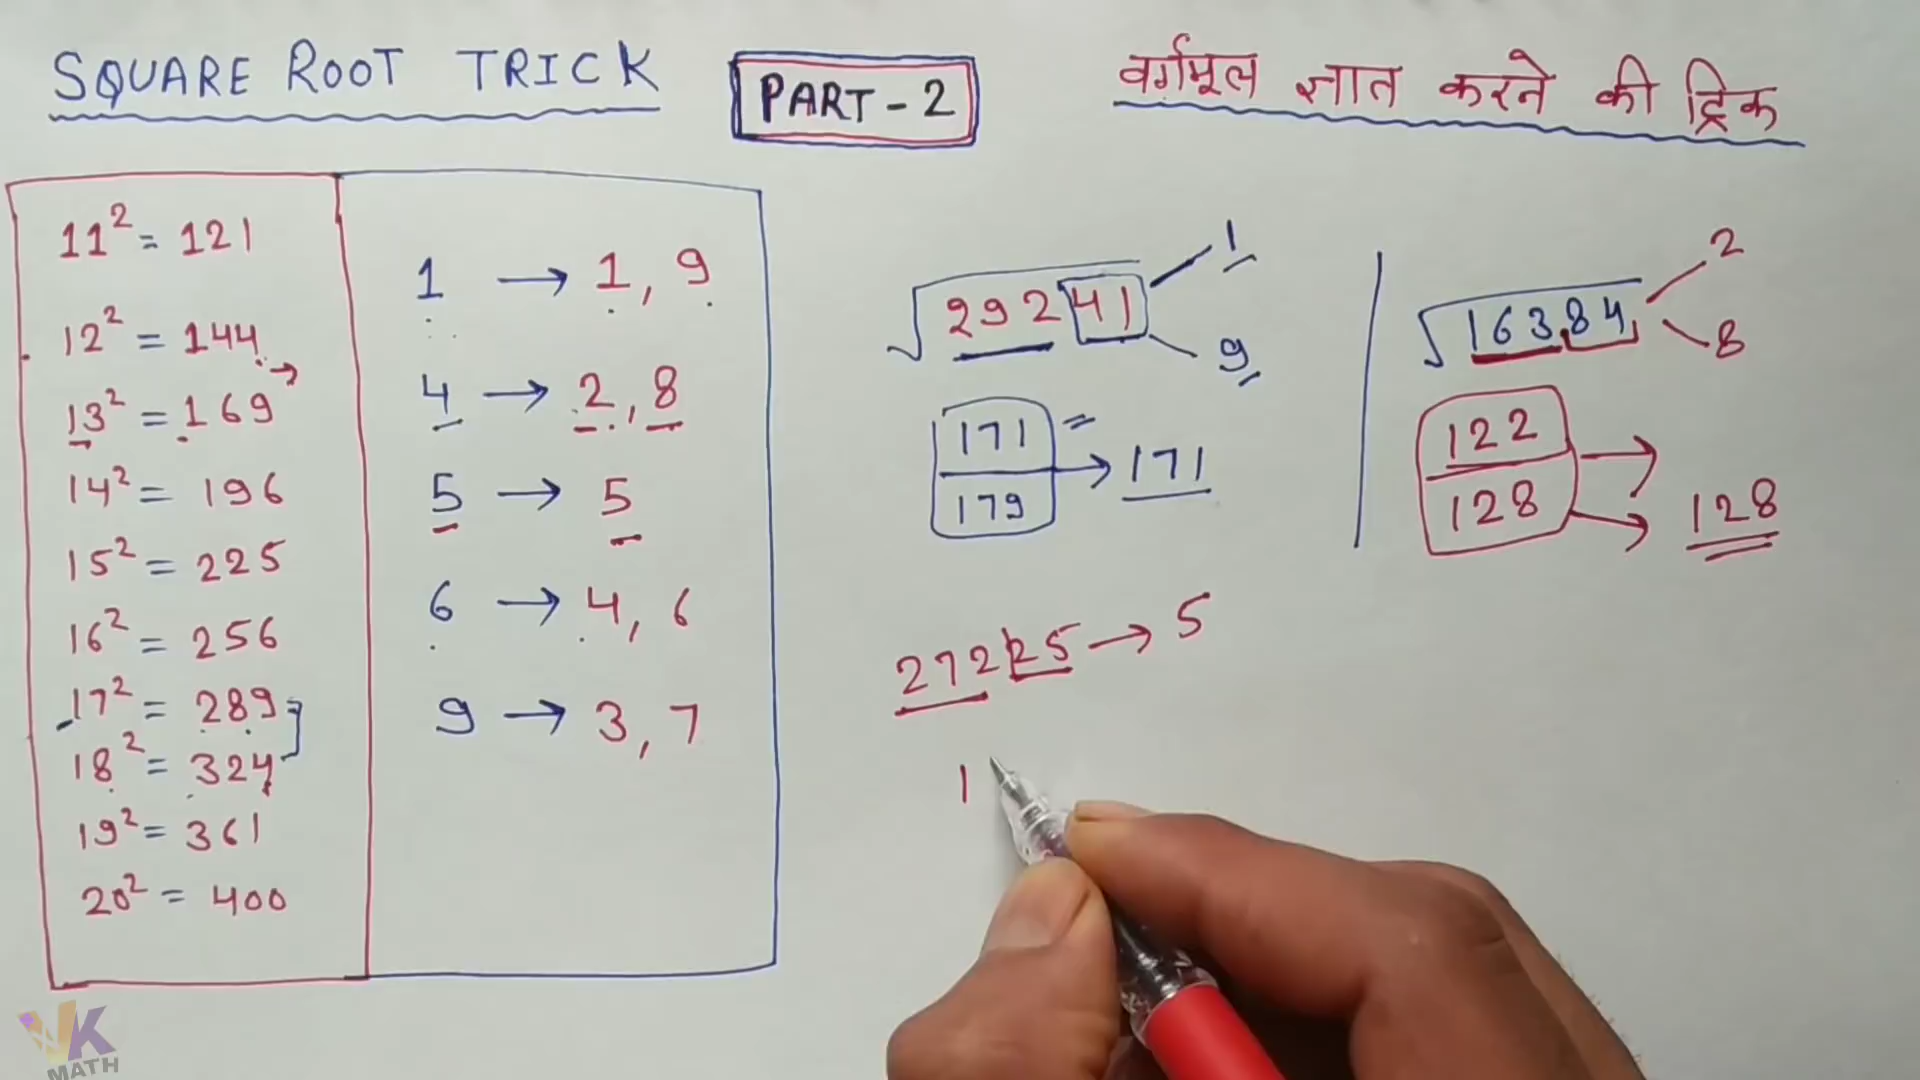 SQUARE ROOT TRICK
PART-2
वर्गमूल ज्ञात करने की ट्रिक
11² = 121
12² = 144
13² = 169
14² = 196
15² = 225
16² = 256
17² = 289
18² = 324
19² = 361
20² = 400
1 → 1, 9
4 → 2, 8
5 → 5
6 → 4, 6
9 → 3, 7
√29241
1
9
171
179
→ 171
√16384
2
8
122
128
→ 128
27225 → 5
1
VK
MATH